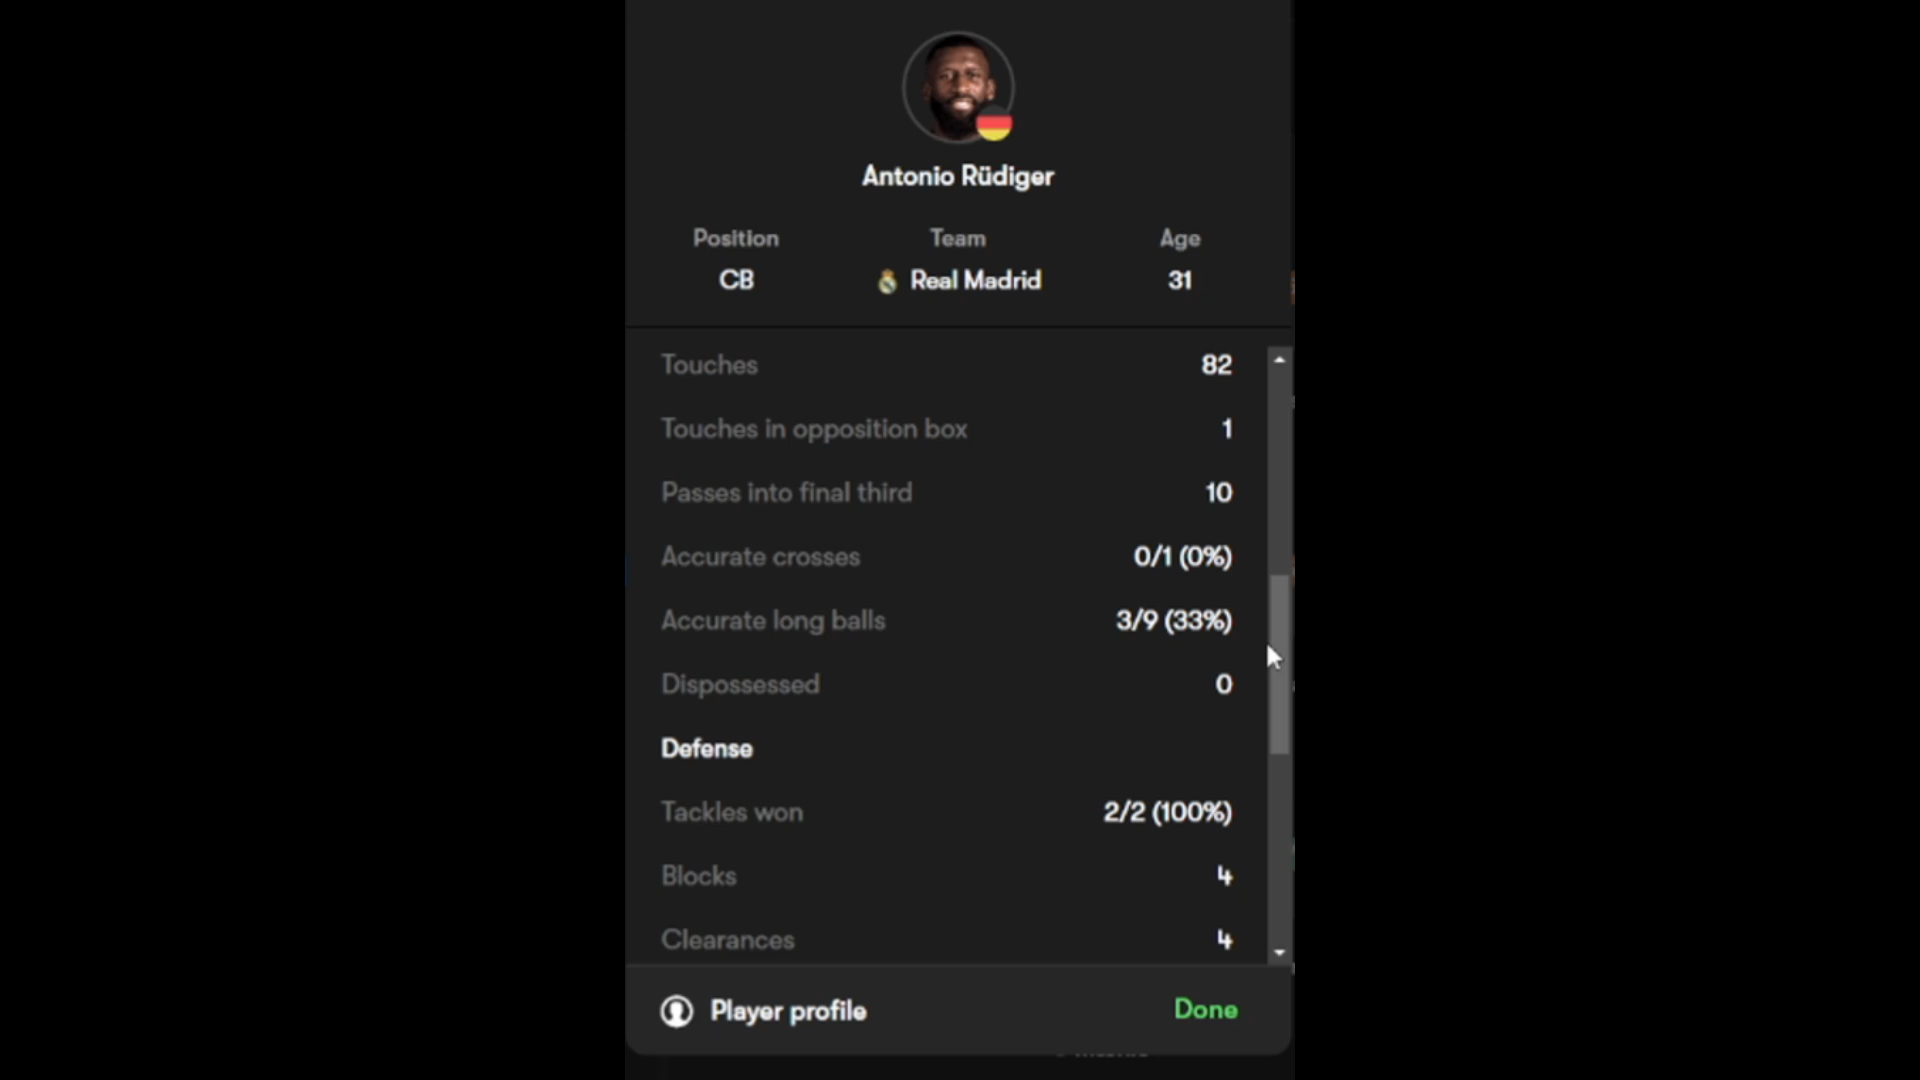 Antonio Rüdiger
Position Team Age
CB Real Madrid 31
Touches 82
Touches in opposition box 1
Passes into final third 10
Accurate crosses 0/1 (0%)
Accurate long balls 3/9 (33%)
Dispossessed 0
Defense
Tackles won 2/2 (100%)
Blocks 4
Clearances 4
Player profile Done